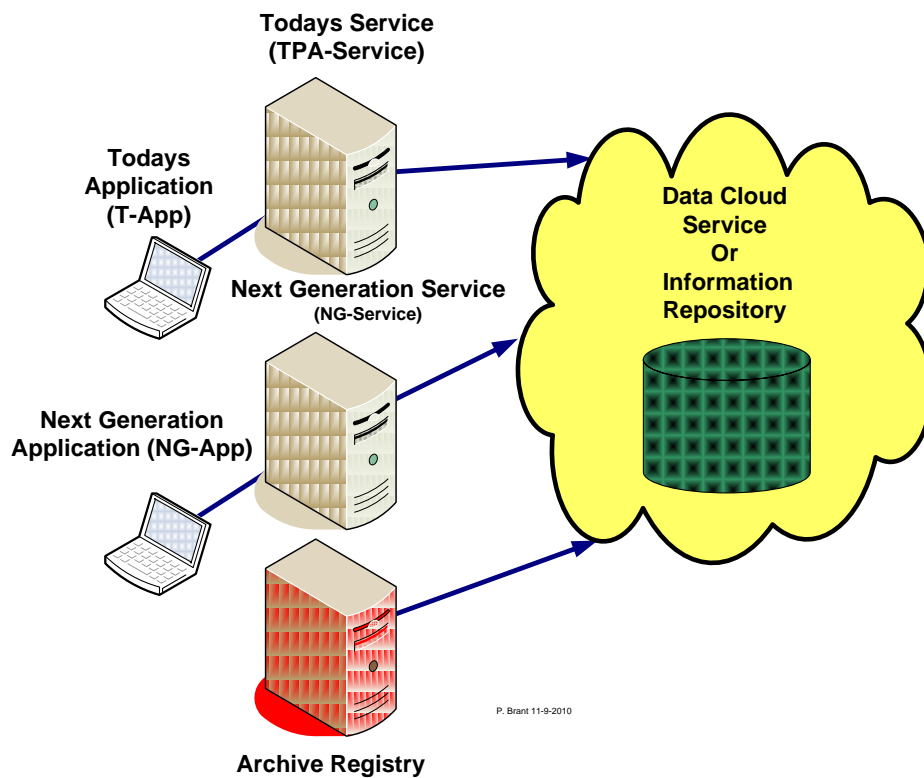 Todays Service
(TPA-Service)
Todays
Application
(T-App)
Data Cloud
Service
Or
Information
Repository
Next Generation Service
(NG-Service)
Next Generation
Application (NG-App)
P. Brant 11-9-2010
Archive Registry